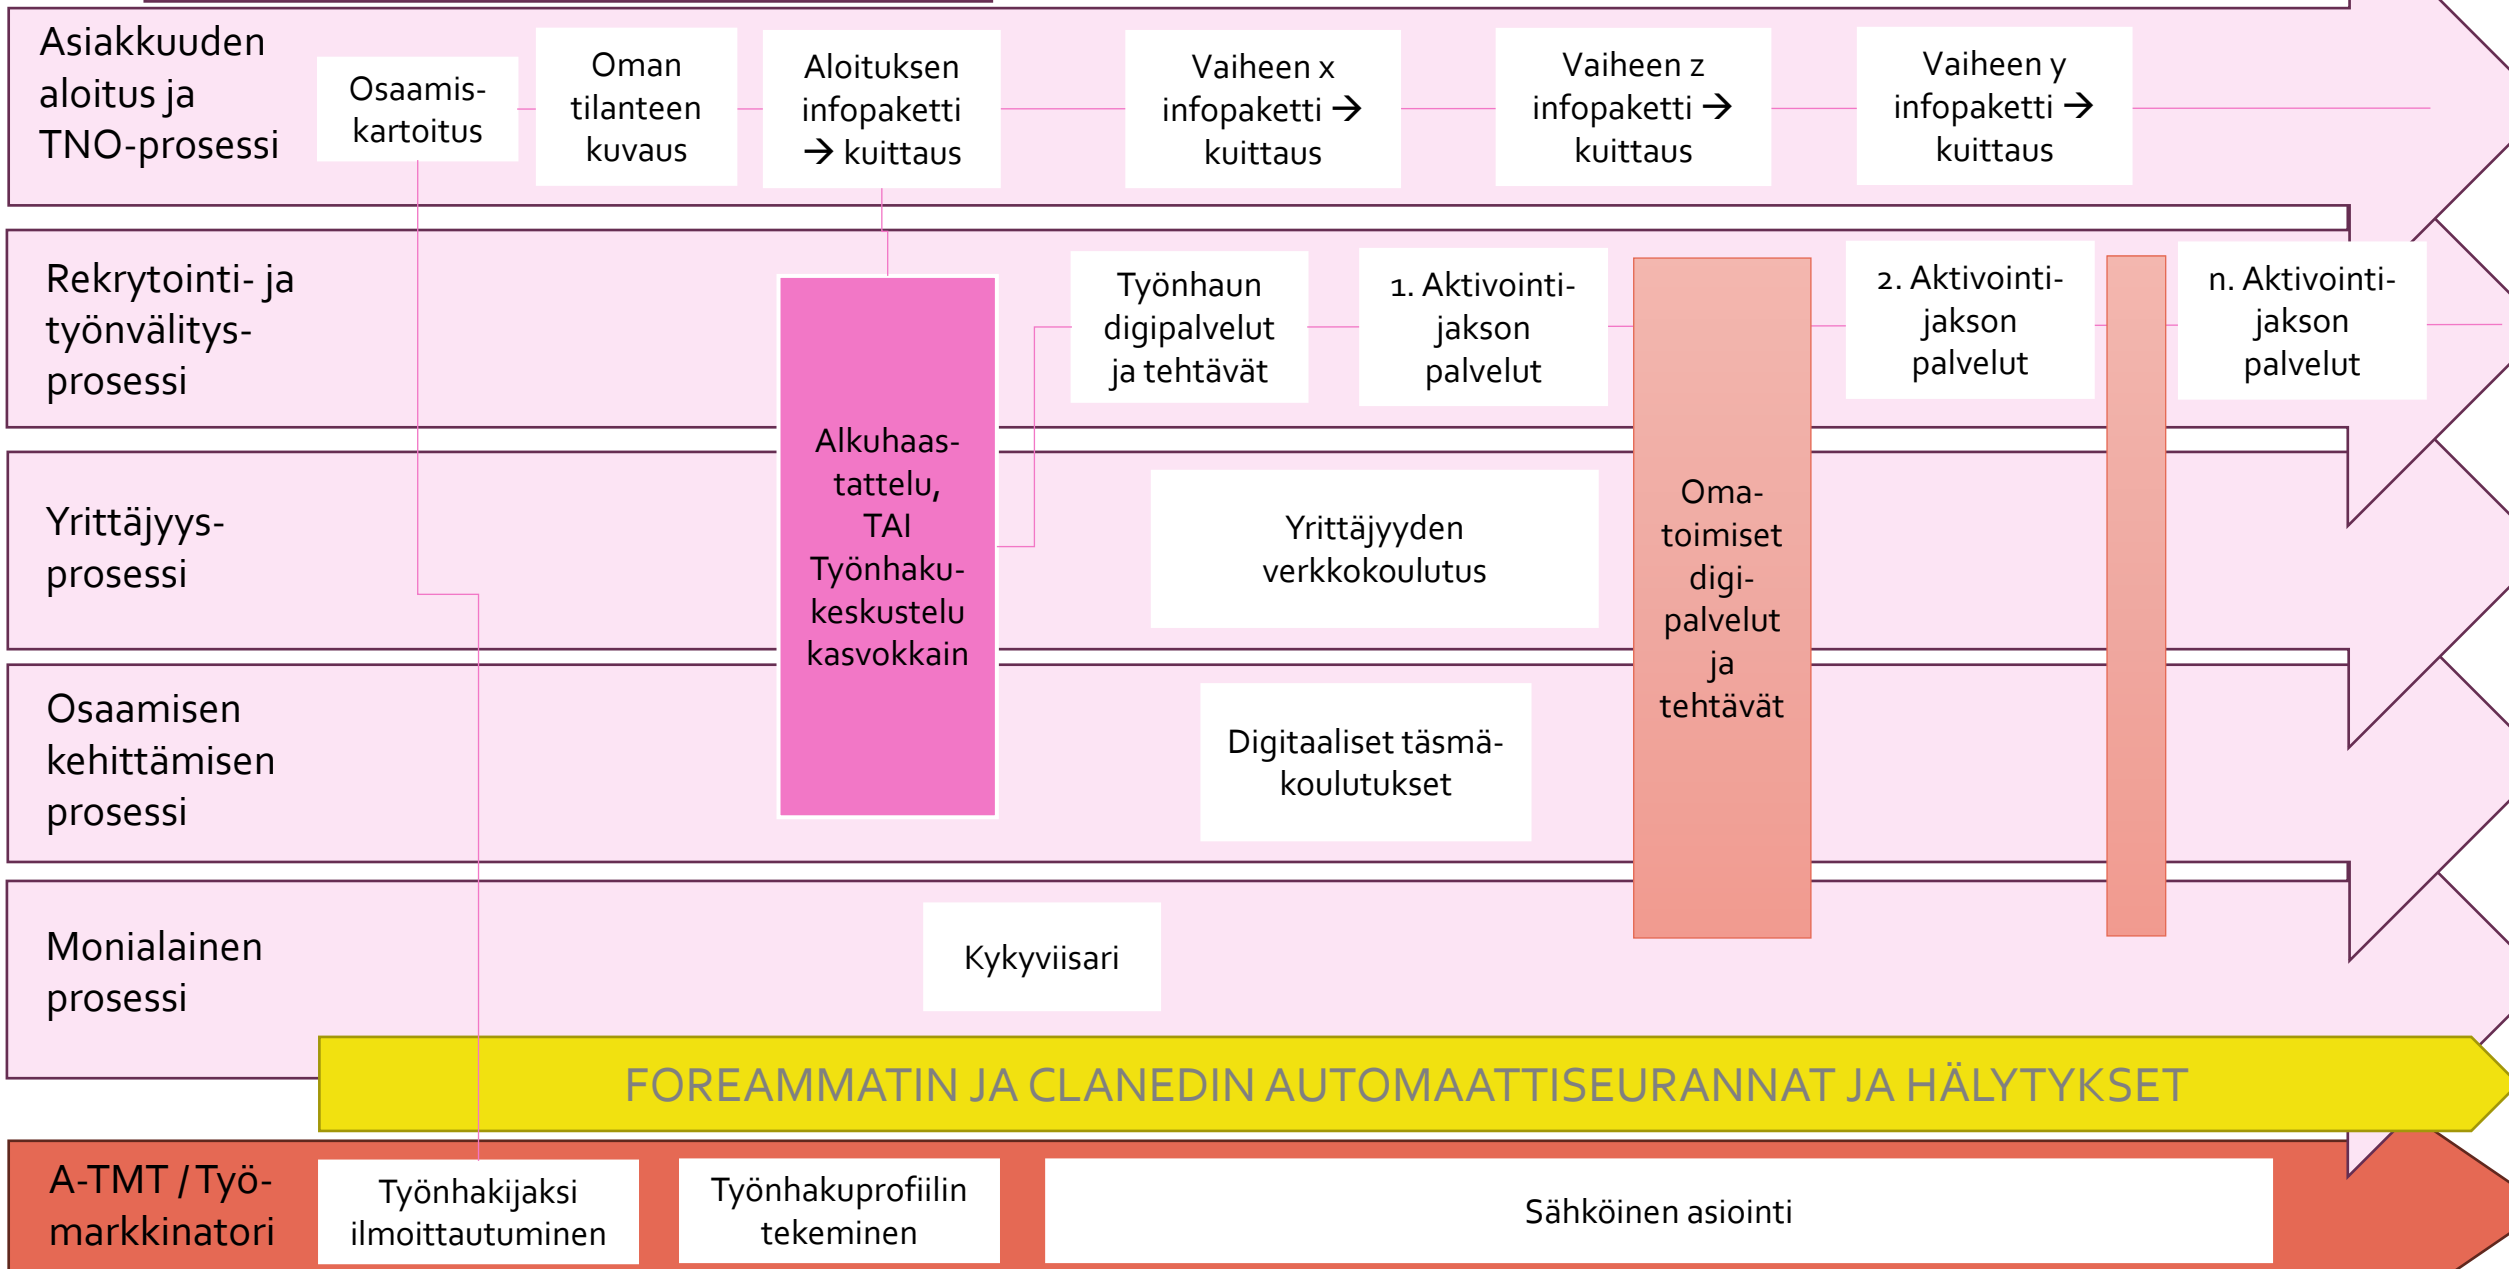 Asiakkuuden
aloitus ja
TNO-prosessi
Osaamis-
kartoitus
Oman
tilanteen
kuvaus
Aloituksen
infopaketti
→ kuittaus
Vaiheen x
infopaketti →
kuittaus
Vaiheen z
infopaketti →
kuittaus
Vaiheen y
infopaketti →
kuittaus
Rekrytointi- ja
työnvälitys-
prosessi
Alkuhaas-
tattelu,
TAI
Työnhaku-
keskustelu
kasvokkain
Työnhaun
digipalvelut
ja tehtävät
1. Aktivointi-
jakson
palvelut
Oma-
toimiset
digi-
palvelut
ja
tehtävät
2. Aktivointi-
jakson
palvelut
n. Aktivointi-
jakson
palvelut
Yrittäjyys-
prosessi
Yrittäjyyden
verkkokoulutus
Osaamisen
kehittämisen
prosessi
Digitaaliset täsmä-
koulutukset
Monialainen
prosessi
Kykyviisari
FOREAMMATIN JA CLANEDIN AUTOMAATTISEURANNAT JA HÄLYTYKSET
A-TMT / Työ-
markkinatori
Työnhakijaksi
ilmoittautuminen
Työnhakuprofiilin
tekeminen
Sähköinen asiointi